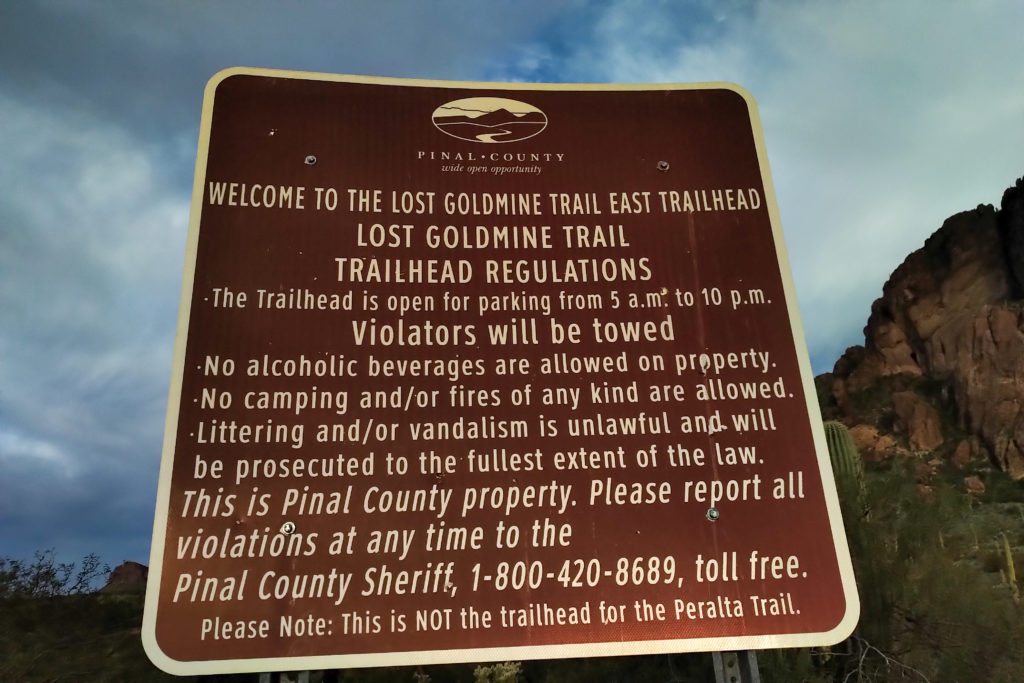 PINAL • COUNTY
wide open opportunity
WELCOME TO THE LOST GOLDMINE TRAIL EAST TRAILHEAD
LOST GOLDMINE TRAIL
TRAILHEAD REGULATIONS
·The Trailhead is open for parking from 5 a.m. to 10 p.m.
Violators will be towed
·No alcoholic beverages are allowed on property.
·No camping and/or fires of any kind are allowed.
·Littering and/or vandalism is unlawful and will
be prosecuted to the fullest extent of the law.
This is Pinal County property. Please report all
violations at any time to the
Pinal County Sheriff, 1-800-420-8689, toll free.
Please Note: This is NOT the trailhead for the Peralta Trail.